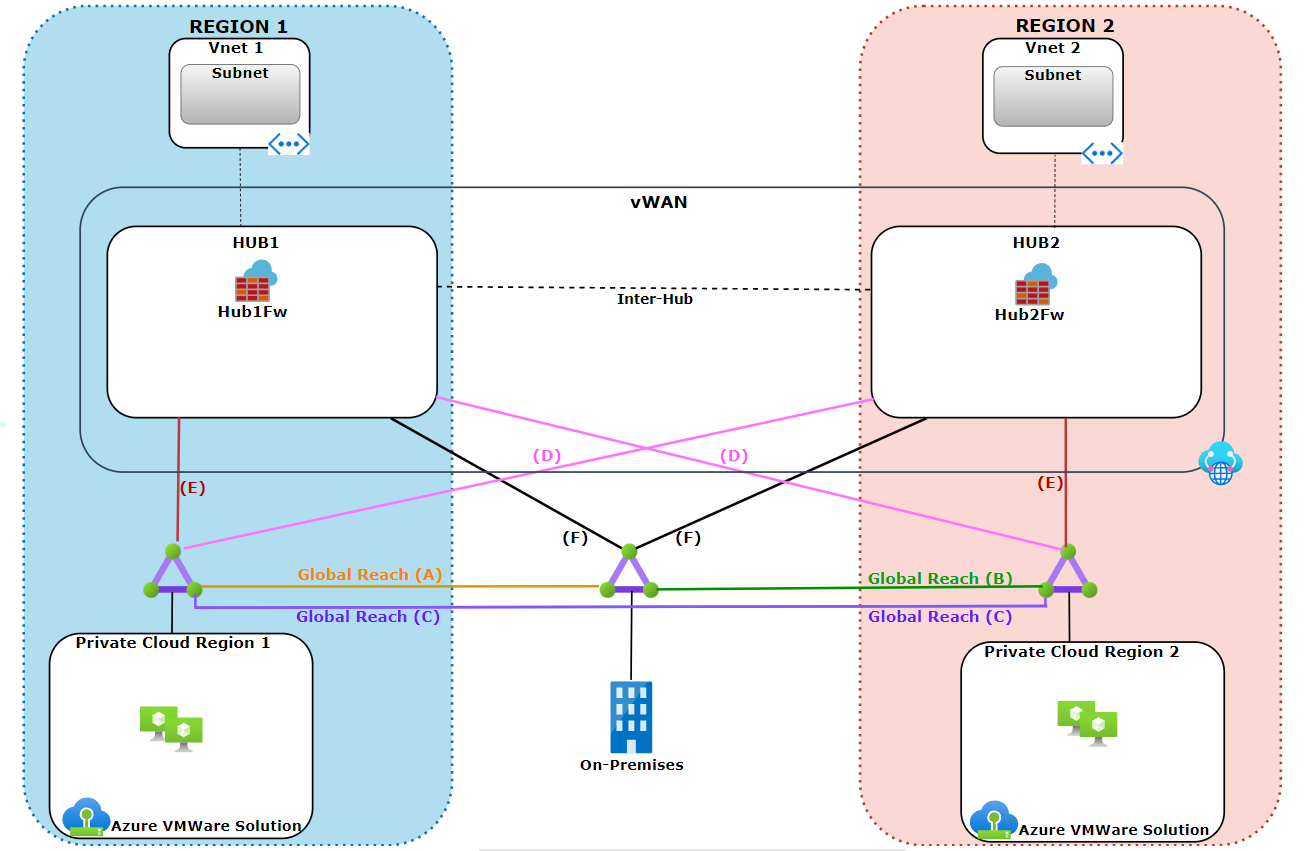 REGION 1
REGION 2
Vnet 1
Vnet 2
Subnet
Subnet
vWAN
HUB1
HUB2
Inter-Hub
Hub1Fw
Hub2Fw
(D)
(D)
(E)
(E)
(F)
(F)
Global Reach (A)
Global Reach (B)
Global Reach (C)
Global Reach (C)
Private Cloud Region 1
Private Cloud Region 2
On-Premises
Azure VMWare Solution
Azure VMWare Solution